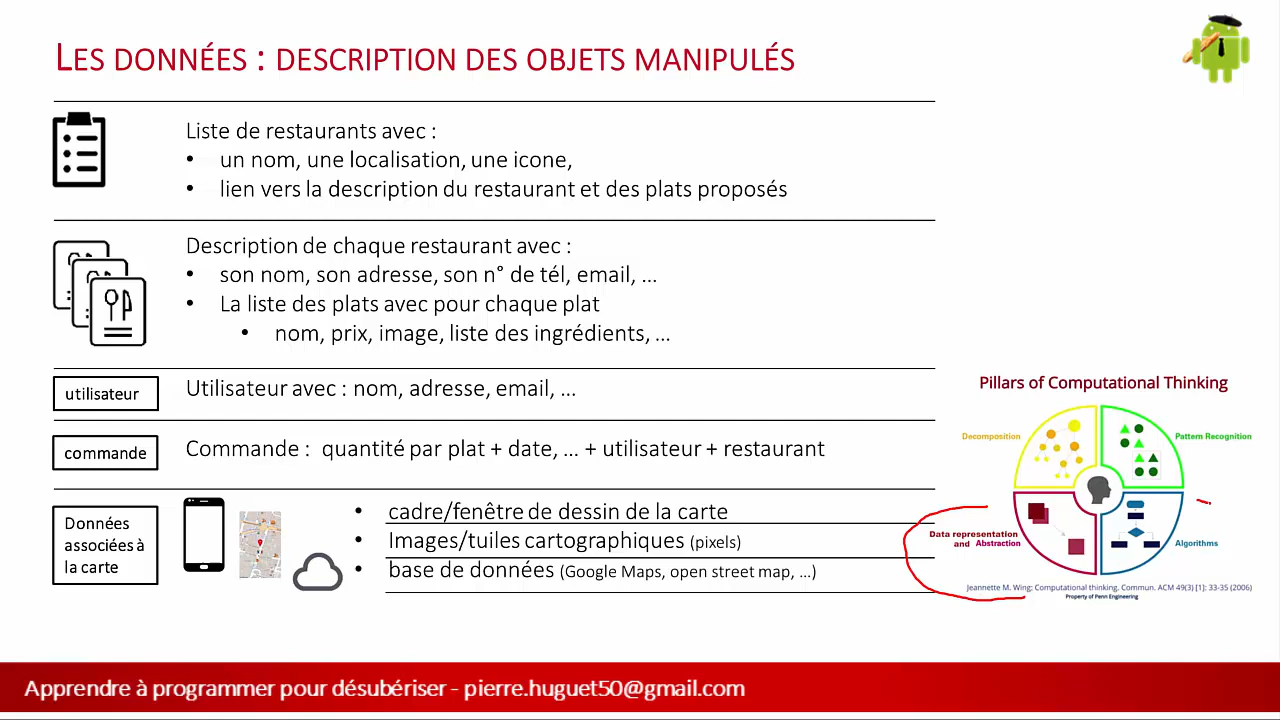 LES DONNÉES : DESCRIPTION DES OBJETS MANIPULÉS
Liste de restaurants avec :
• un nom, une localisation, une icone,
• lien vers la description du restaurant et des plats proposés
Description de chaque restaurant avec :
• son nom, son adresse, son n° de tél, email, ...
• La liste des plats avec pour chaque plat
• nom, prix, image, liste des ingrédients, ...
utilisateur
Utilisateur avec : nom, adresse, email, ...
commande
Commande : quantité par plat + date, ... + utilisateur + restaurant
Données
associées à
la carte
• cadre/fenêtre de dessin de la carte
• Images/tuiles cartographiques (pixels)
• base de données (Google Maps, open street map, ...)
Pillars of Computational Thinking
Decomposition
Pattern Recognition
Data representation
and Abstraction
Algorithms
Jeannette M. Wing: Computational thinking. Commun. ACM 49(3) [1]: 33-35 (2006)
Property of Penn Engineering
Apprendre à programmer pour désubériser - pierre.huguet50@gmail.com